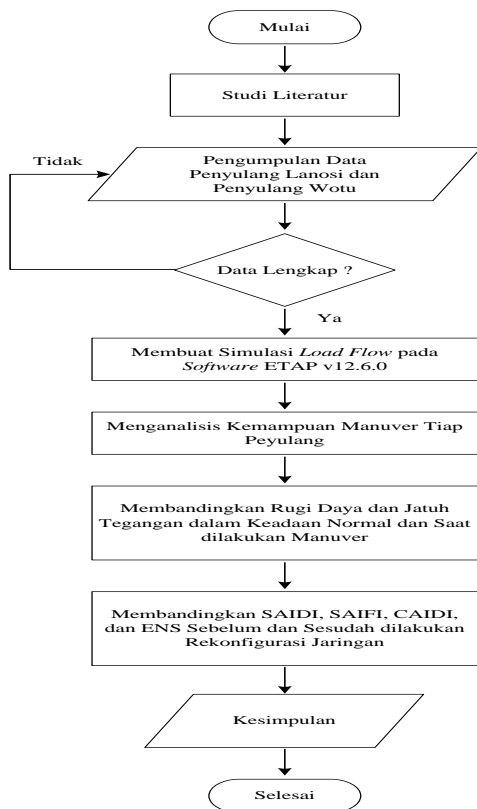 Mulai
Studi Literatur
Tidak
Pengumpulan Data
Penyulang Lanosi dan
Penyulang Wotu
Data Lengkap ?
Ya
Membuat Simulasi Load Flow pada
Software ETAP v12.6.0
Menganalisis Kemampuan Manuver Tiap
Peyulang
Membandingkan Rugi Daya dan Jatuh
Tegangan dalam Keadaan Normal dan Saat
dilakukan Manuver
Membandingkan SAIDI, SAIFI, CAIDI,
dan ENS Sebelum dan Sesudah dilakukan
Rekonfigurasi Jaringan
Kesimpulan
Selesai